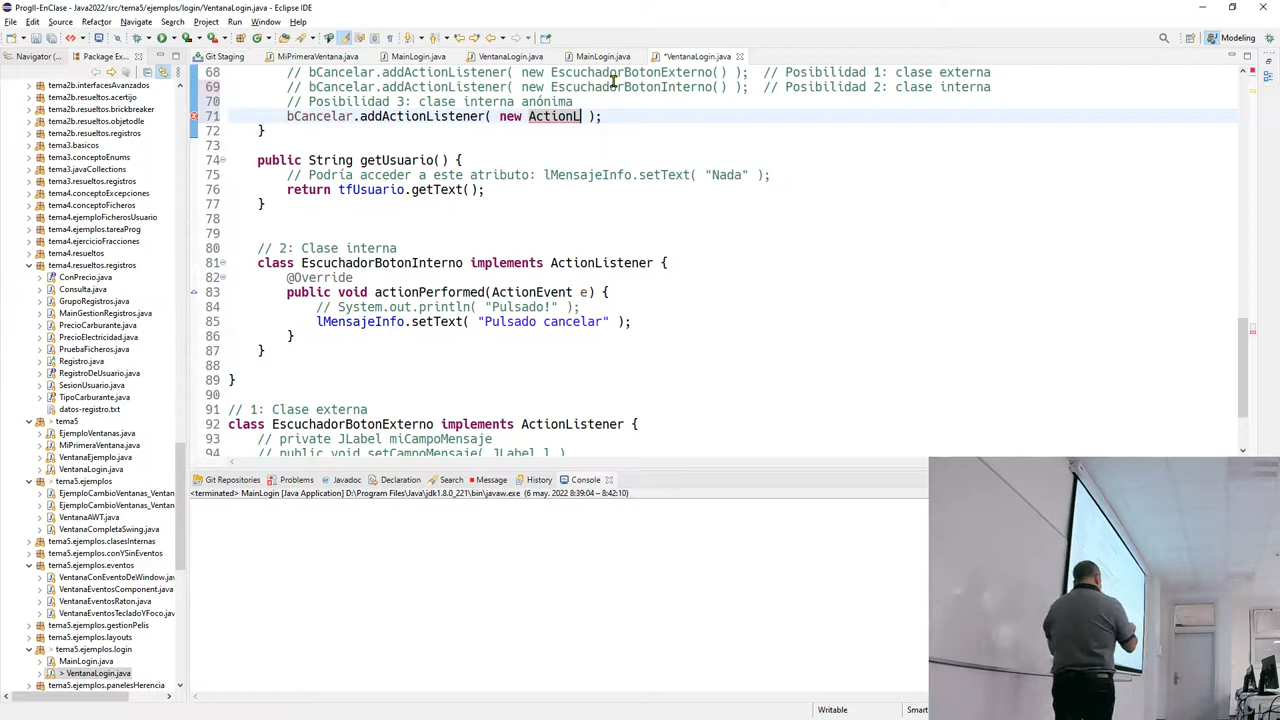 ProgII-EnClase - Java2022/src/tema5/ejemplos/login/VentanaLogin.java - Eclipse IDE
File Edit Source Refactor Navigate Search Project Run Window Help
Modeling
Navigator ( Package Ex...
Git Staging MiPrimeraVentana.java MainLogin.java VentanaLogin.java MainLogin.java *VentanaLogin.java
tema2b.interfacesAvanzados
tema2b.resueltos.acertijo
tema2b.resueltos.brickbreaker
tema2b.resueltos.objetodle
tema3.basicos
tema3.conceptoEnums
tema3.javaCollections
tema3.resueltos.registros
tema4.conceptoExcepciones
tema4.conceptoFicheros
tema4.ejemploFicherosUsuario
tema4.ejemplos.tareaProg
tema4.ejercicioFracciones
tema4.resueltos
tema4.resueltos.registros
ConPrecio.java
Consulta.java
GrupoRegistros.java
MainGestionRegistros.java
PrecioCarburante.java
PrecioElectricidad.java
PruebaFicheros.java
Registro.java
RegistroDeUsuario.java
SesionUsuario.java
TipoCarburante.java
datos-registro.txt
tema5
EjemploVentanas.java
MiPrimeraVentana.java
VentanaEjemplo.java
VentanaLogin.java
tema5.ejemplos
EjemploCambioVentanas_Ventan
EjemploCambioVentanas_Ventan
VentanaAWT.java
VentanaCompletaSwing.java
tema5.ejemplos.clasesInternas
tema5.ejemplos.conYSinEventos
tema5.ejemplos.eventos
VentanaConEventoDeWindow.java
VentanaEventosComponent.java
VentanaEventosRaton.java
VentanaEventosTecladoYFoco.java
tema5.ejemplos.gestionPelis
tema5.ejemplos.layouts
tema5.ejemplos.login
MainLogin.java
> VentanaLogin.java
tema5.ejemplos.panelesHerencia
68 // bCancelar.addActionListener( new EscuchadorBotonExterno() ); // Posibilidad 1: clase externa
69 // bCancelar.addActionListener( new EscuchadorBotonInterno() ); // Posibilidad 2: clase interna
70 // Posibilidad 3: clase interna anónima
71 bCancelar.addActionListener( new ActionL );
72 }
73
74 public String getUsuario() {
75 // Podría acceder a este atributo: lMensajeInfo.setText( "Nada" );
76 return tfUsuario.getText();
77 }
78
79
80 // 2: Clase interna
81 class EscuchadorBotonInterno implements ActionListener {
82 @Override
83 public void actionPerformed(ActionEvent e) {
84 // System.out.println( "Pulsado!" );
85 lMensajeInfo.setText( "Pulsado cancelar" );
86 }
87 }
88
89 }
90
91 // 1: Clase externa
92 class EscuchadorBotonExterno implements ActionListener {
93 // private JLabel miCampoMensaje
94 // public void setCampoMensaje( JLabel l ) {
Git Repositories Problems Javadoc Declaration Search Message History Console
<terminated> MainLogin [Java Application] D:\Program Files\Java\jdk1.8.0_221\bin\javaw.exe (6 may. 2022 8:39:04 – 8:42:10)
Writable Smart